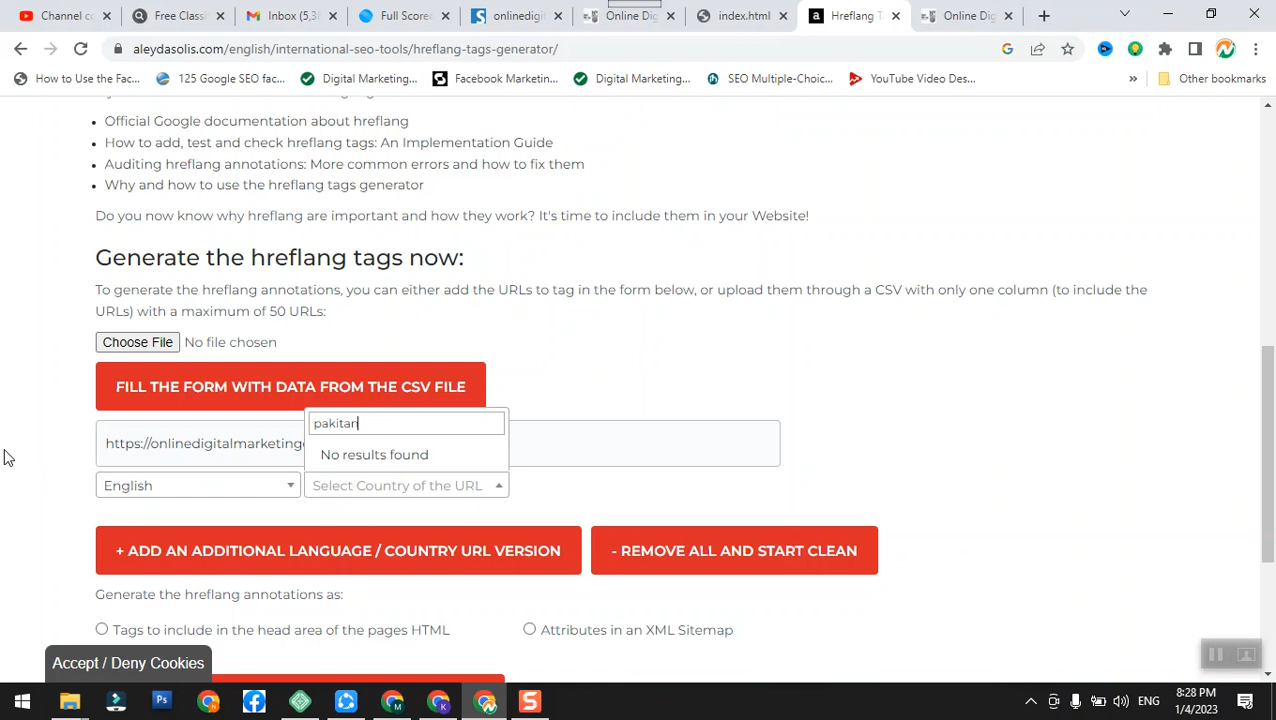 Channel co
Free Classi
Inbox (5,3
Full Score
onlinedigi
Online Dig
index.html
Hreflang T
Online Dig
aleydasolis.com/english/international-seo-tools/hreflang-tags-generator/
How to Use the Fac...
125 Google SEO fac...
Digital Marketing...
Facebook Marketin...
Digital Marketing...
SEO Multiple-Choic...
YouTube Video Des...
»
Other bookmarks
Official Google documentation about hreflang
How to add, test and check hreflang tags: An Implementation Guide
Auditing hreflang annotations: More common errors and how to fix them
Why and how to use the hreflang tags generator
Do you now know why hreflang are important and how they work? It's time to include them in your Website!
Generate the hreflang tags now:
To generate the hreflang annotations, you can either add the URLs to tag in the form below, or upload them through a CSV with only one column (to include the
URLs) with a maximum of 50 URLs:
Choose File No file chosen
FILL THE FORM WITH DATA FROM THE CSV FILE
pakitan
https://onlinedigitalmarketing
No results found
English
Select Country of the URL
+ ADD AN ADDITIONAL LANGUAGE / COUNTRY URL VERSION
- REMOVE ALL AND START CLEAN
Generate the hreflang annotations as:
Tags to include in the head area of the pages HTML
Attributes in an XML Sitemap
Accept / Deny Cookies
ENG
8:28 PM
1/4/2023